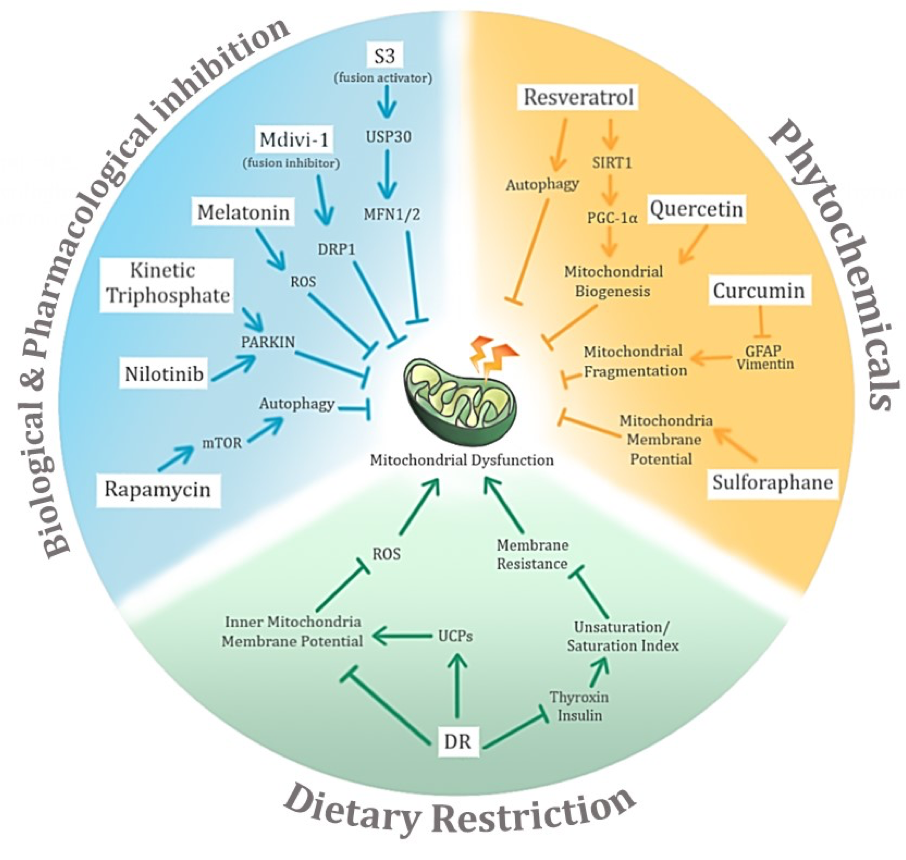 Biological & Pharmacological inhibition
S3
(fusion activator)
USP30
MFN1/2
Mdivi-1
(fusion inhibitor)
DRP1
Melatonin
ROS
Kinetic
Triphosphate
PARKIN
Nilotinib
Autophagy
mTOR
Rapamycin
Phytochemicals
Resveratrol
SIRT1
Autophagy
PGC-1α
Quercetin
Mitochondrial
Biogenesis
Curcumin
GFAP
Vimentin
Mitochondrial
Fragmentation
Mitochondria
Membrane
Potential
Sulforaphane
Mitochondrial Dysfunction
ROS
Membrane
Resistance
Inner Mitochondria
Membrane Potential
UCPs
Unsaturation/
Saturation Index
Thyroxin
Insulin
DR
Dietary Restriction